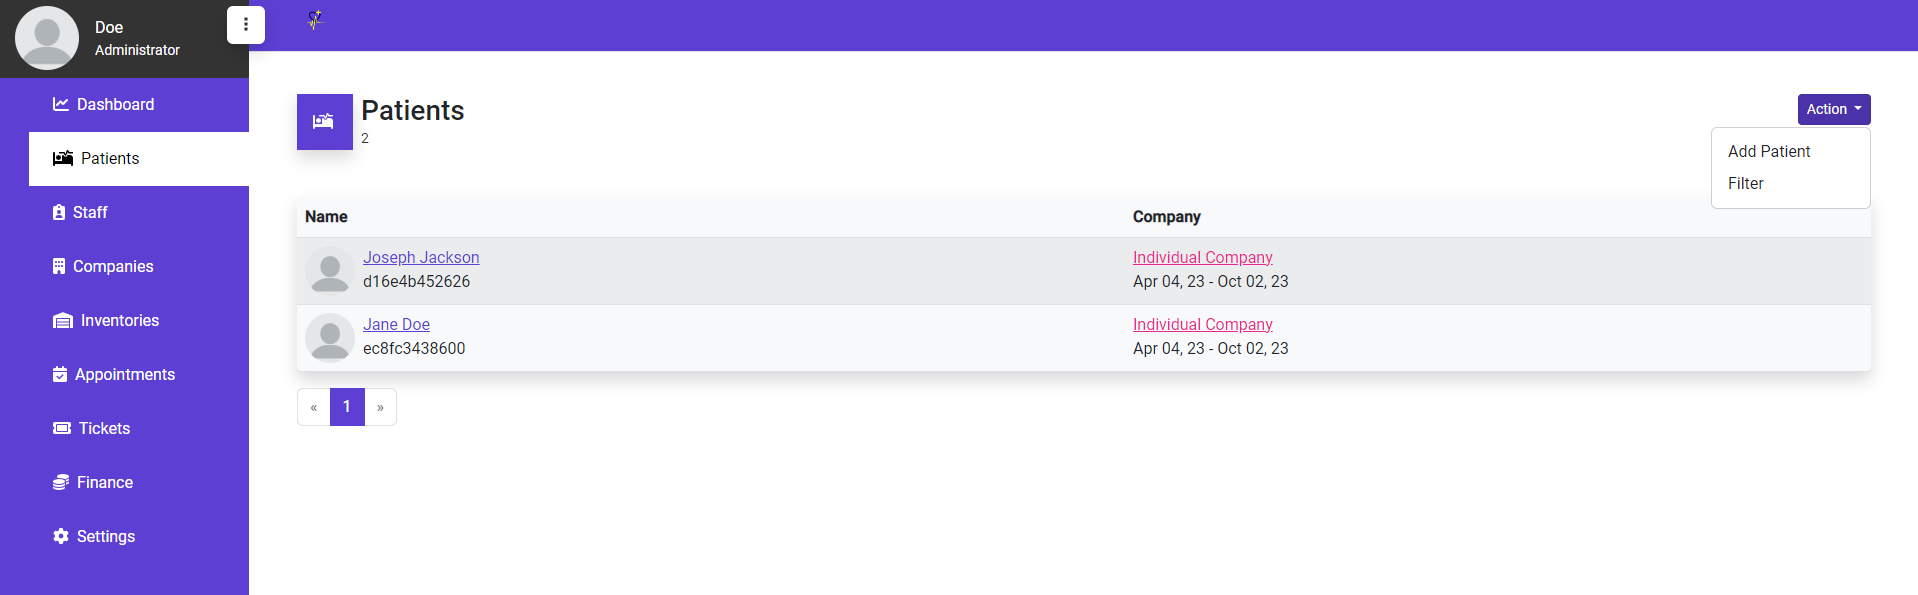 Doe
Administrator
Dashboard
Patients
Staff
Companies
Inventories
Appointments
Tickets
Finance
Settings
Patients
2
Action
Add Patient
Filter
Name Company
Joseph Jackson Individual Company
d16e4b452626 Apr 04, 23 - Oct 02, 23
Jane Doe Individual Company
ec8fc3438600 Apr 04, 23 - Oct 02, 23
« 1 »